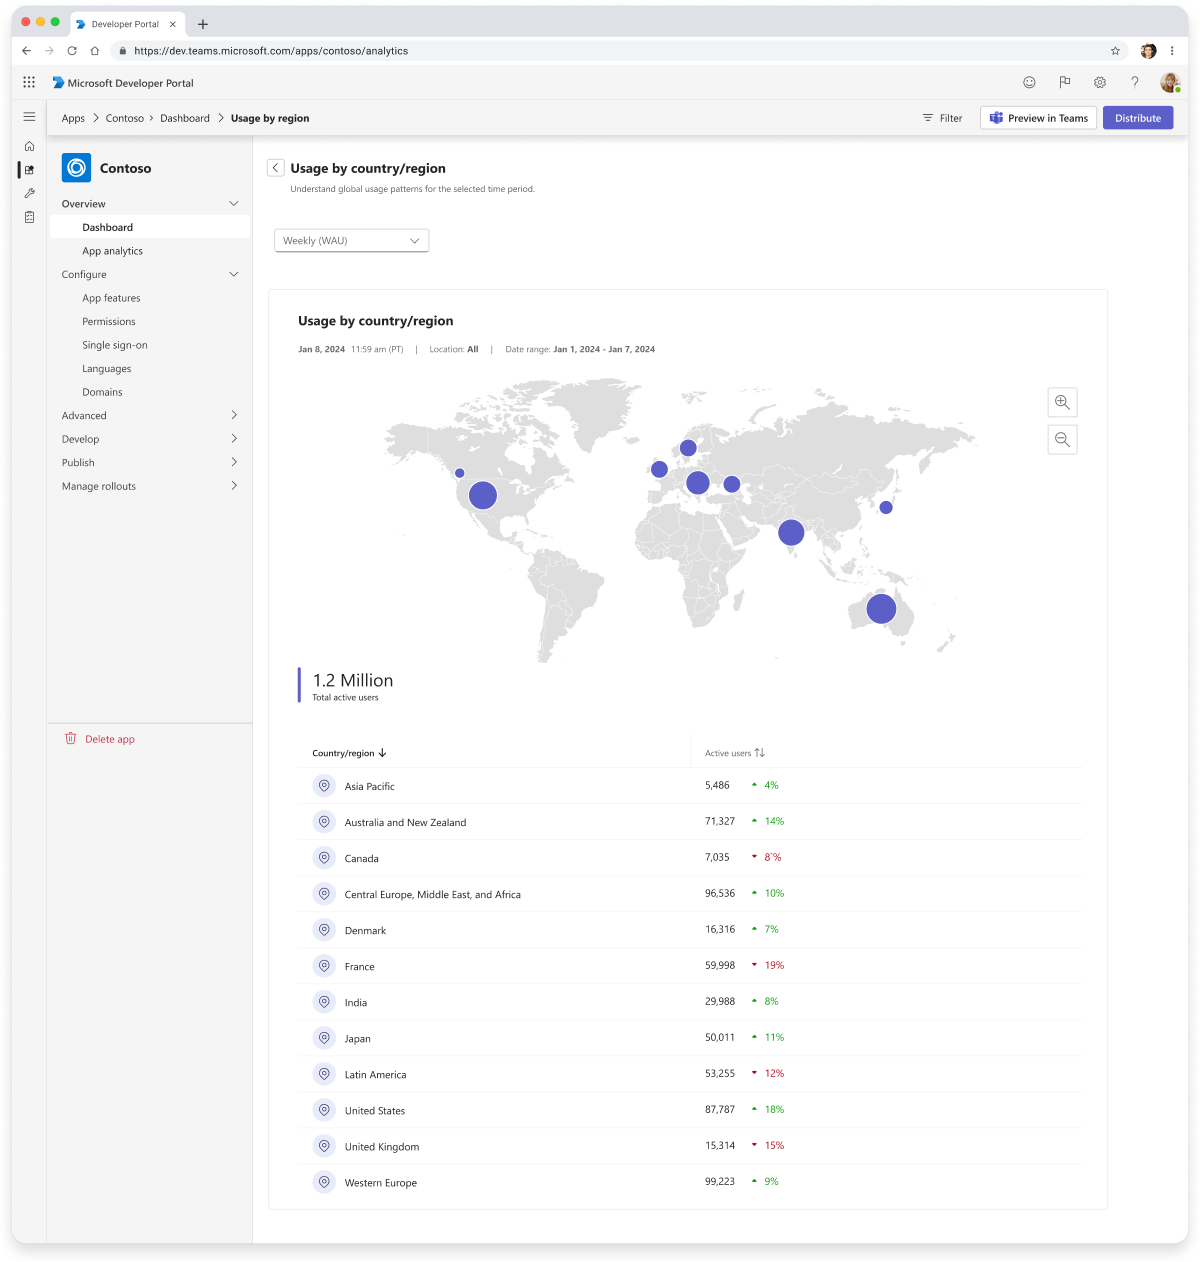 Developer Portal
https://dev.teams.microsoft.com/apps/contoso/analytics
Microsoft Developer Portal
Apps Contoso Dashboard Usage by region
Filter
Preview in Teams
Distribute
Contoso
Overview
Dashboard
App analytics
Configure
App features
Permissions
Single sign-on
Languages
Domains
Advanced
Develop
Publish
Manage rollouts
Delete app
Usage by country/region
Understand global usage patterns for the selected time period.
Weekly (WAU)
Usage by country/region
Jan 8, 2024 11:59 am (PT) | Location: All | Date range: Jan 1, 2024 - Jan 7, 2024
1.2 Million
Total active users
Country/region Active users
Asia Pacific 5,486 4%
Australia and New Zealand 71,327 14%
Canada 7,035 8`%
Central Europe, Middle East, and Africa 96,536 10%
Denmark 16,316 7%
France 59,998 19%
India 29,988 8%
Japan 50,011 11%
Latin America 53,255 12%
United States 87,787 18%
United Kingdom 15,314 15%
Western Europe 99,223 9%